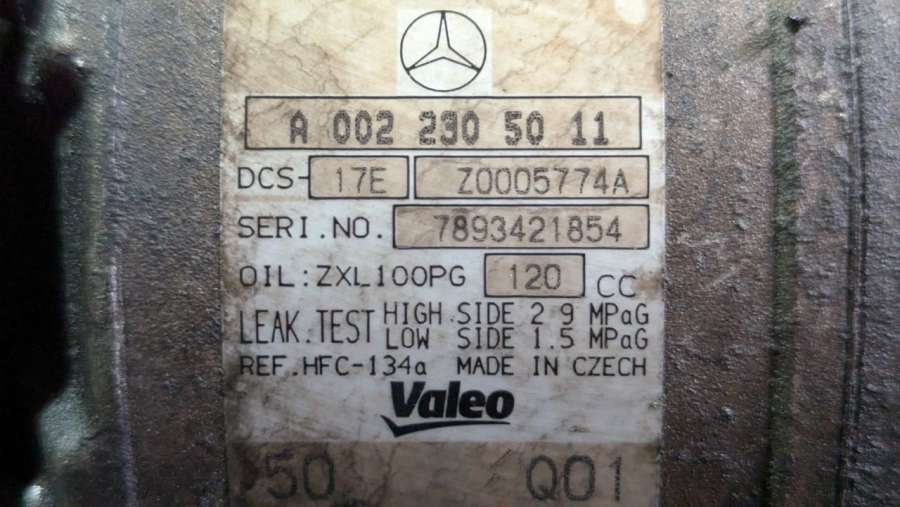 A 002 230 50 11
DCS-17E Z0005774A
SERI.NO. 7893421854
OIL:ZXL100PG 120 CC
LEAK.TEST HIGH SIDE 2.9 MPaG
LOW SIDE 1.5 MPaG
REF.HFC-134a MADE IN CZECH
Valeo
50 Q01